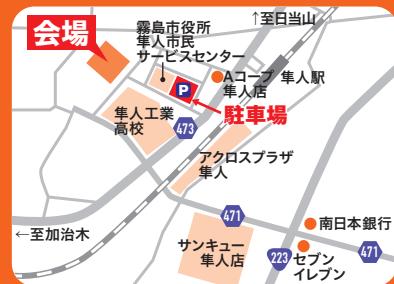 会場
霧島市役所
隼人市民
サービスセンター
↑至日当山
Aコープ
隼人店
隼人駅
P
駐車場
隼人工業
高校
473
アクロスプラザ
隼人
471
南日本銀行
←至加治木
サンキュー
隼人店
223
セブン
イレブン
471